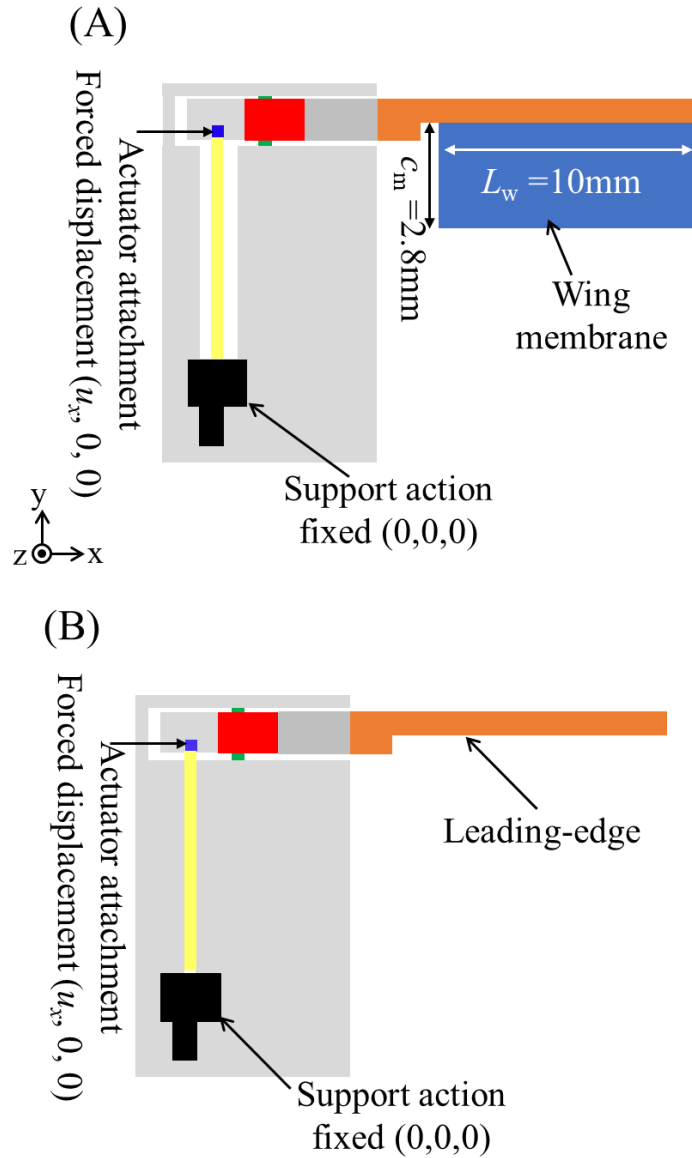 (A)
Forced displacement (uₓ, 0, 0)
Actuator attachment
cₘ =2.8mm
L_w =10mm
Wing
membrane
Support action
fixed (0,0,0)
y
z
x
(B)
Forced displacement (uₓ, 0, 0)
Actuator attachment
Leading-edge
Support action
fixed (0,0,0)